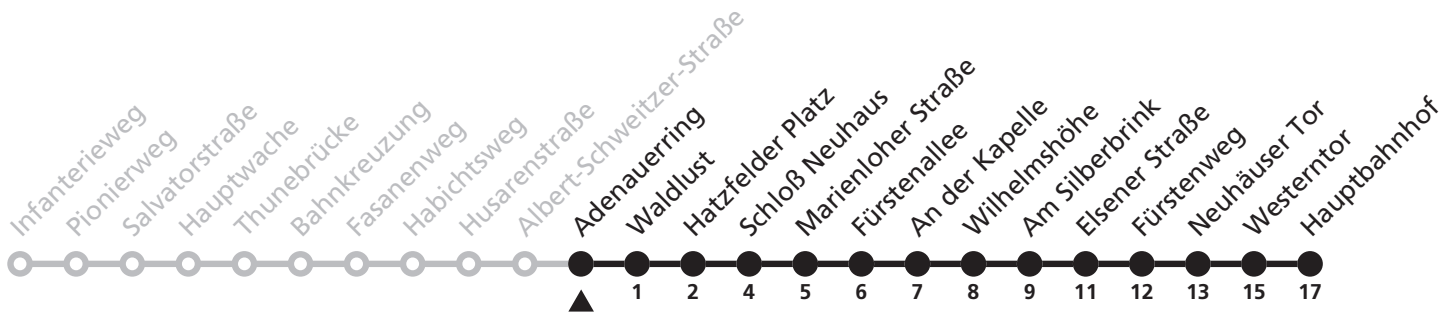 Infanterieweg
Pionierweg
Salvatorstraße
Hauptwache
Thunebrücke
Bahnkreuzung
Fasanenweg
Habichtsweg
Husarenstraße
Albert-Schweitzer-Straße
Adenauerring
Waldlust
Hatzfelder Platz
Schloß Neuhaus
Marienloher Straße
Fürstenallee
An der Kapelle
Wilhelmshöhe
Am Silberbrink
Elsener Straße
Fürstenweg
Neuhäuser Tor
Westerntor
Hauptbahnhof
1 2 4 5 6 7 8 9 11 12 13 15 17